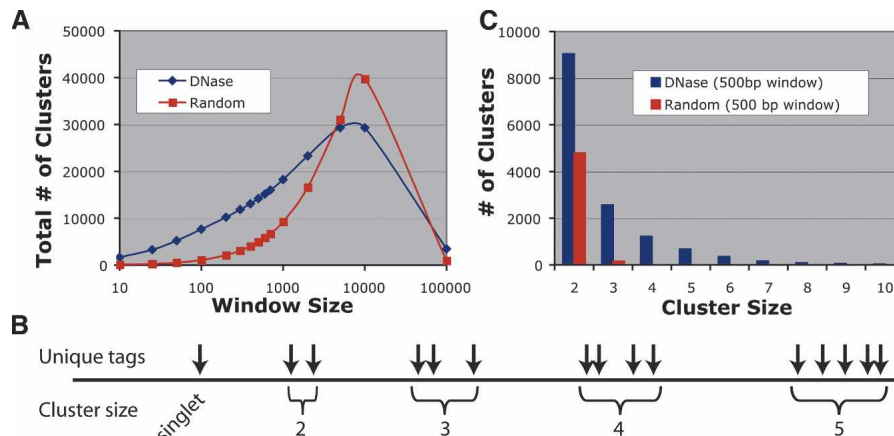 A
Total # of Clusters
50000
40000
30000
20000
10000
0
DNase
Random
10
100
1000
10000
100000
Window Size
C
# of Clusters
10000
8000
6000
4000
2000
0
DNase (500bp window)
Random (500 bp window)
2 3 4 5 6 7 8 9 10
Cluster Size
B
Unique tags
Cluster size
singlet
2
3
4
5